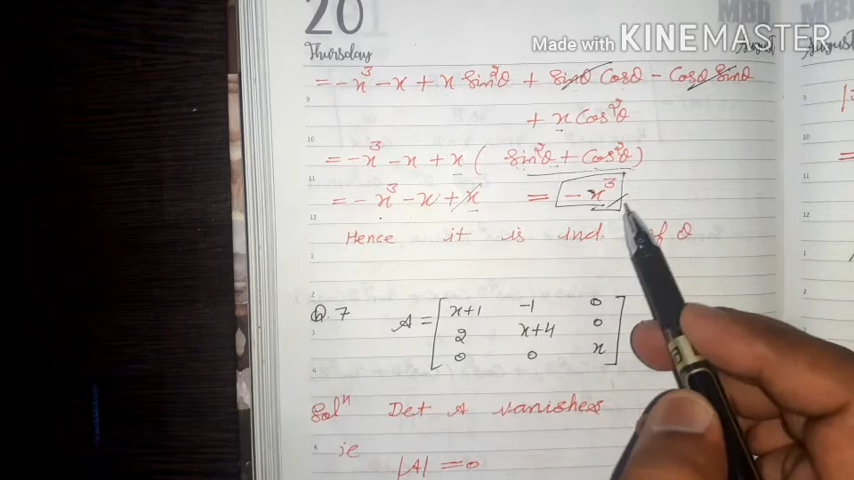 Made with KINEMASTER
20
Thursday
= -x³ - x + x Sin²θ + Sinθ Cosθ - Cosθ Sinθ
+ x Cos²θ
= -x³ - x + x ( Sin²θ + Cos²θ )
= -x³ - x + x = -x³
Hence it is ind. of θ
Q.7 A = [ x+1 -1 0
2 x+4 0
0 0 x ]
Solⁿ Det A vanishes
ie
|A| = 0